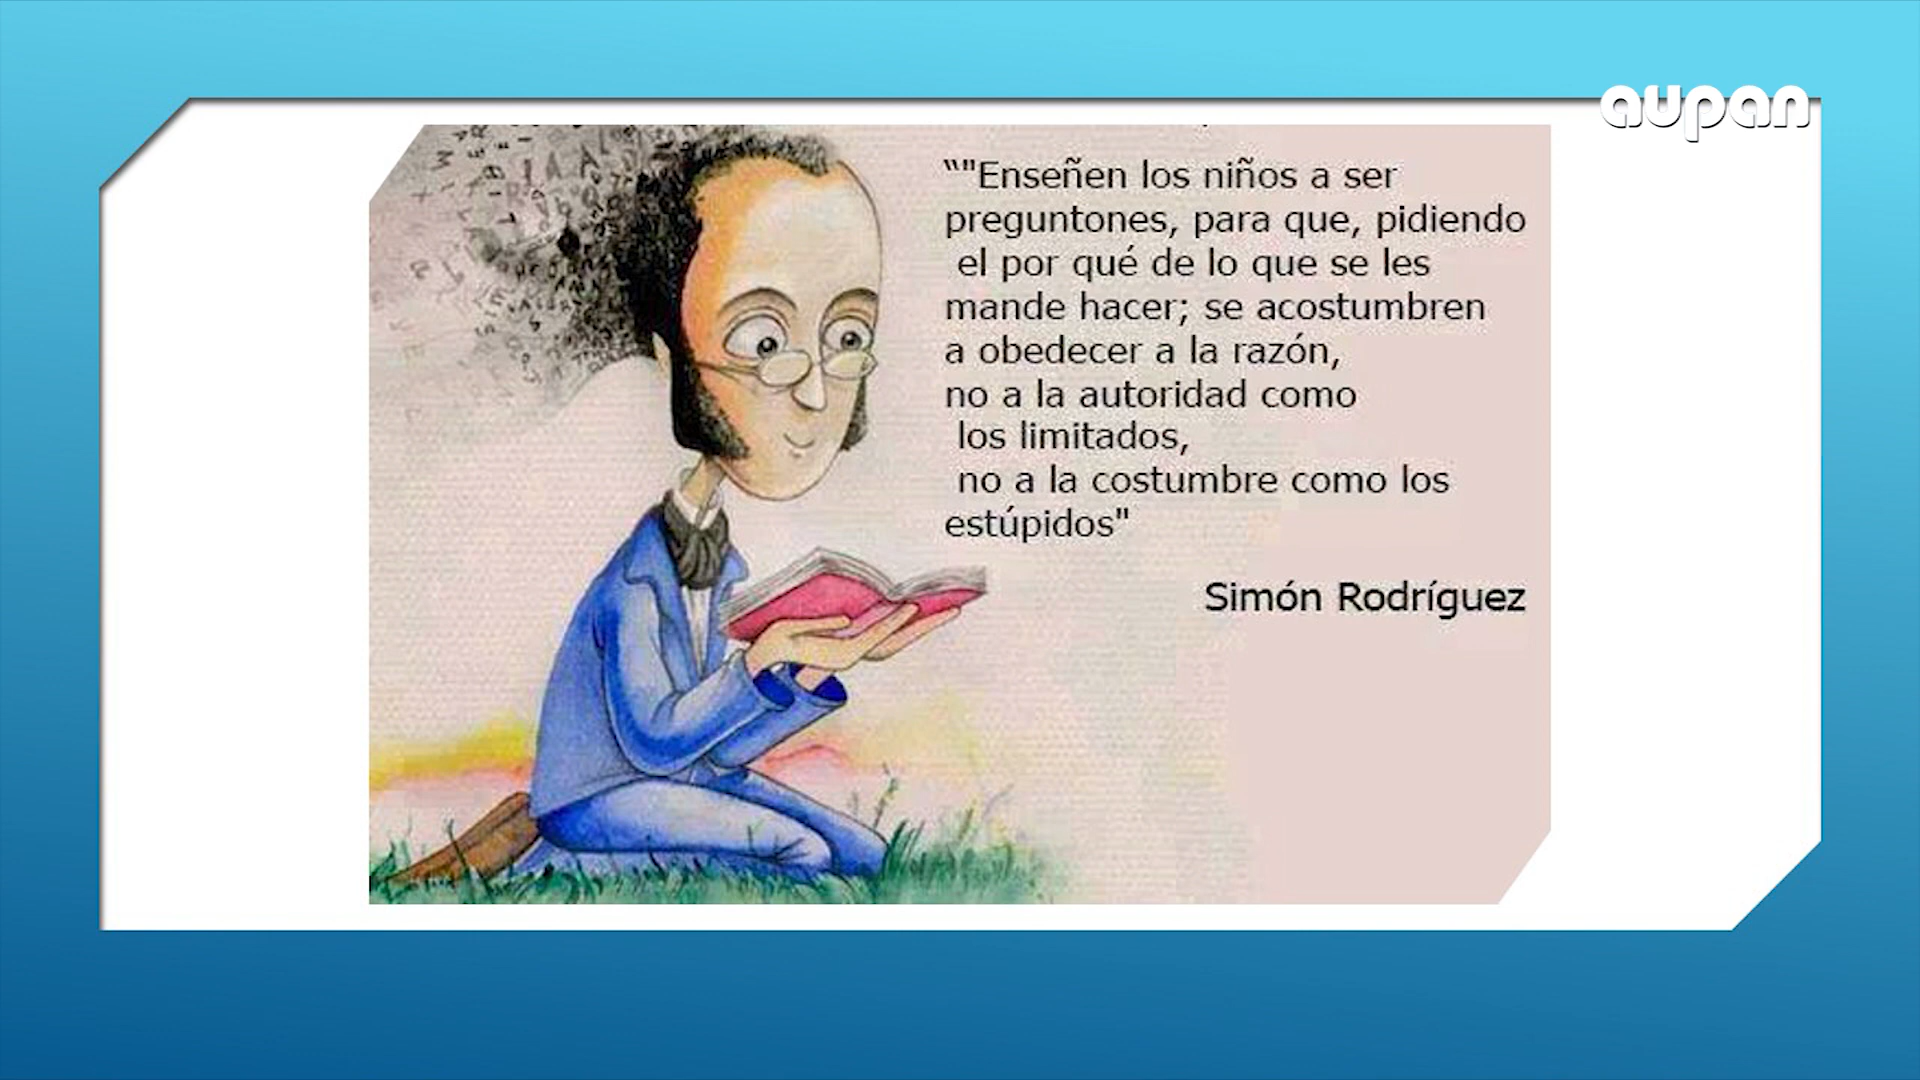 aupan
“"Enseñen los niños a ser
preguntones, para que, pidiendo
el por qué de lo que se les
mande hacer; se acostumbren
a obedecer a la razón,
no a la autoridad como
los limitados,
no a la costumbre como los
estúpidos"
Simón Rodríguez